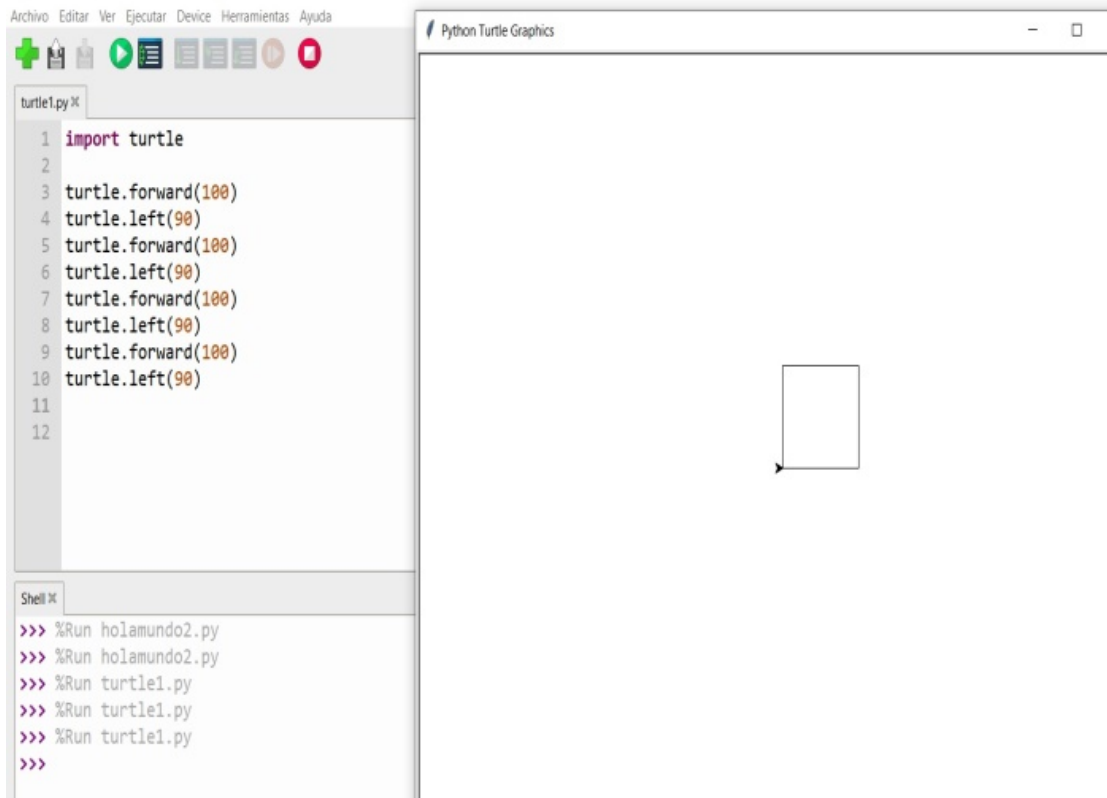 Archivo Editar Ver Ejecutar Device Herramientas Ayuda
turtle1.py
1 import turtle
2
3 turtle.forward(100)
4 turtle.left(90)
5 turtle.forward(100)
6 turtle.left(90)
7 turtle.forward(100)
8 turtle.left(90)
9 turtle.forward(100)
10 turtle.left(90)
11
12
Shell
>>> %Run holamundo2.py
>>> %Run holamundo2.py
>>> %Run turtle1.py
>>> %Run turtle1.py
>>> %Run turtle1.py
>>>
Python Turtle Graphics